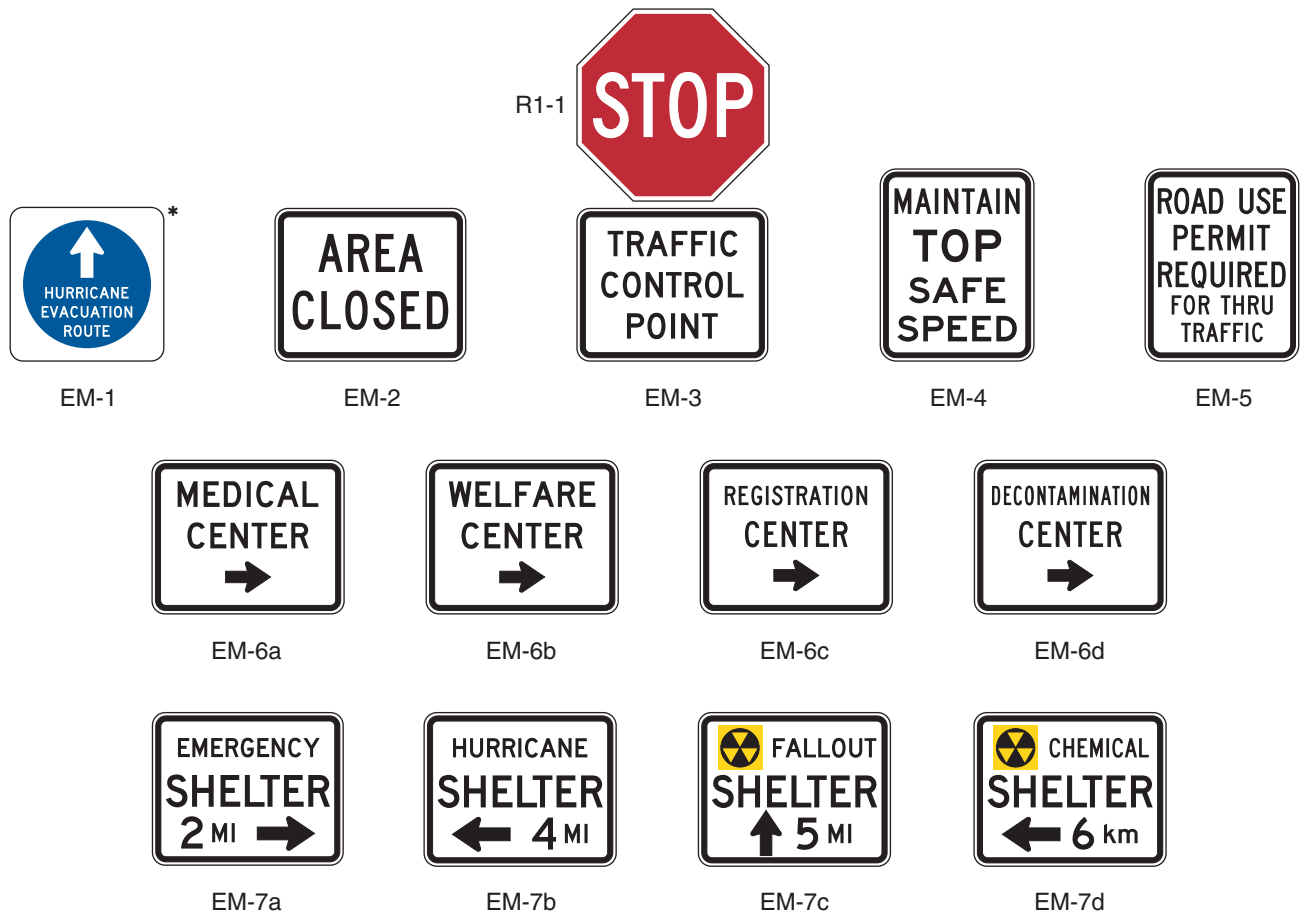 R1-1
STOP
*
HURRICANE
EVACUATION
ROUTE
EM-1
AREA
CLOSED
EM-2
TRAFFIC
CONTROL
POINT
EM-3
MAINTAIN
TOP
SAFE
SPEED
EM-4
ROAD USE
PERMIT
REQUIRED
FOR THRU
TRAFFIC
EM-5
MEDICAL
CENTER
EM-6a
WELFARE
CENTER
EM-6b
REGISTRATION
CENTER
EM-6c
DECONTAMINATION
CENTER
EM-6d
EMERGENCY
SHELTER
2 MI
EM-7a
HURRICANE
SHELTER
4 MI
EM-7b
FALLOUT
SHELTER
5 MI
EM-7c
CHEMICAL
SHELTER
6 km
EM-7d